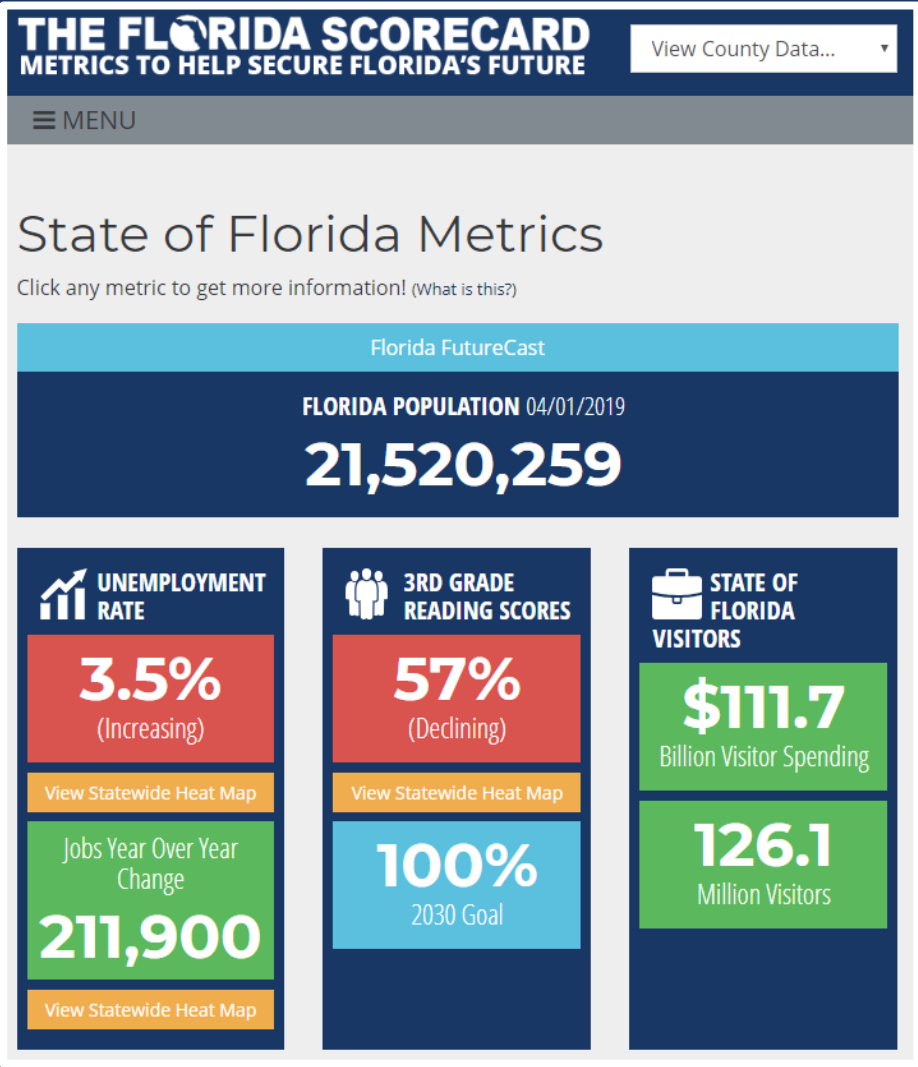 THE FLORIDA SCORECARD
METRICS TO HELP SECURE FLORIDA'S FUTURE
View County Data...
MENU
State of Florida Metrics
Click any metric to get more information! (What is this?)
Florida FutureCast
FLORIDA POPULATION 04/01/2019
21,520,259
UNEMPLOYMENT
RATE
3.5%
(Increasing)
View Statewide Heat Map
Jobs Year Over Year
Change
211,900
View Statewide Heat Map
3RD GRADE
READING SCORES
57%
(Declining)
View Statewide Heat Map
100%
2030 Goal
STATE OF
FLORIDA
VISITORS
$111.7
Billion Visitor Spending
126.1
Million Visitors